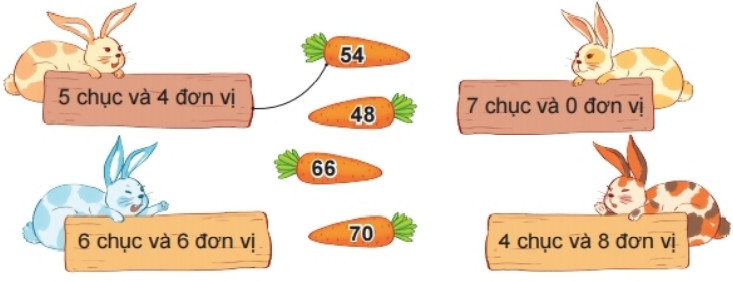 5 chục và 4 đơn vị
54
48
66
70
7 chục và 0 đơn vị
6 chục và 6 đơn vị
4 chục và 8 đơn vị